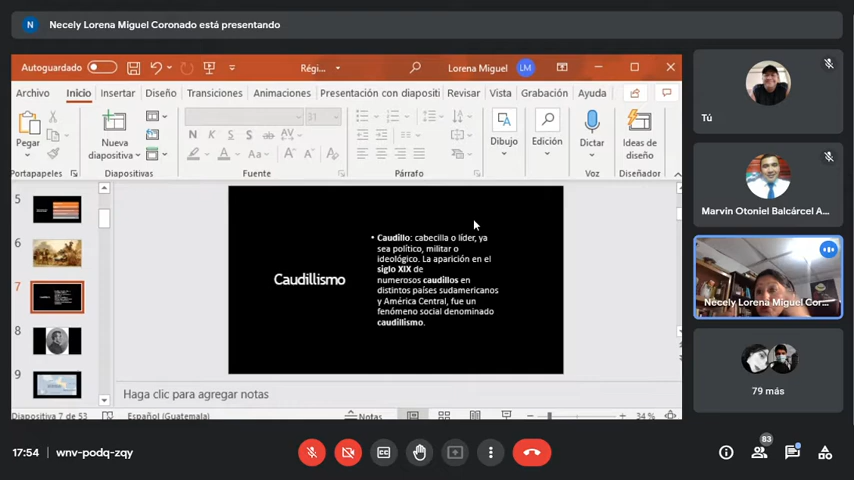 N Necely Lorena Miguel Coronado está presentando
Autoguardado
Régi...
Lorena Miguel LM
Archivo Inicio Insertar Diseño Transiciones Animaciones Presentación con diapositi Revisar Vista Grabación Ayuda
Pegar
Nueva
diapositiva
31
N K S S ab AV
Aa A A
Dibujo
Edición
Dictar
Ideas de
diseño
Portapapeles Diapositivas Fuente Párrafo Voz Diseñador
5
6
7
8
9
Caudillismo
• Caudillo: cabecilla o líder, ya
sea político, militar o
ideológico. La aparición en el
siglo XIX de
numerosos caudillos en
distintos países sudamericanos
y América Central, fue un
fenómeno social denominado
caudillismo.
Haga clic para agregar notas
Diapositiva 7 de 53 Español (Guatemala) Notas 34 %
Tú
Marvin Otoniel Balcárcel A...
Necely Lorena Miguel Cor...
79 más
17:54 wnv-podq-zqy
83